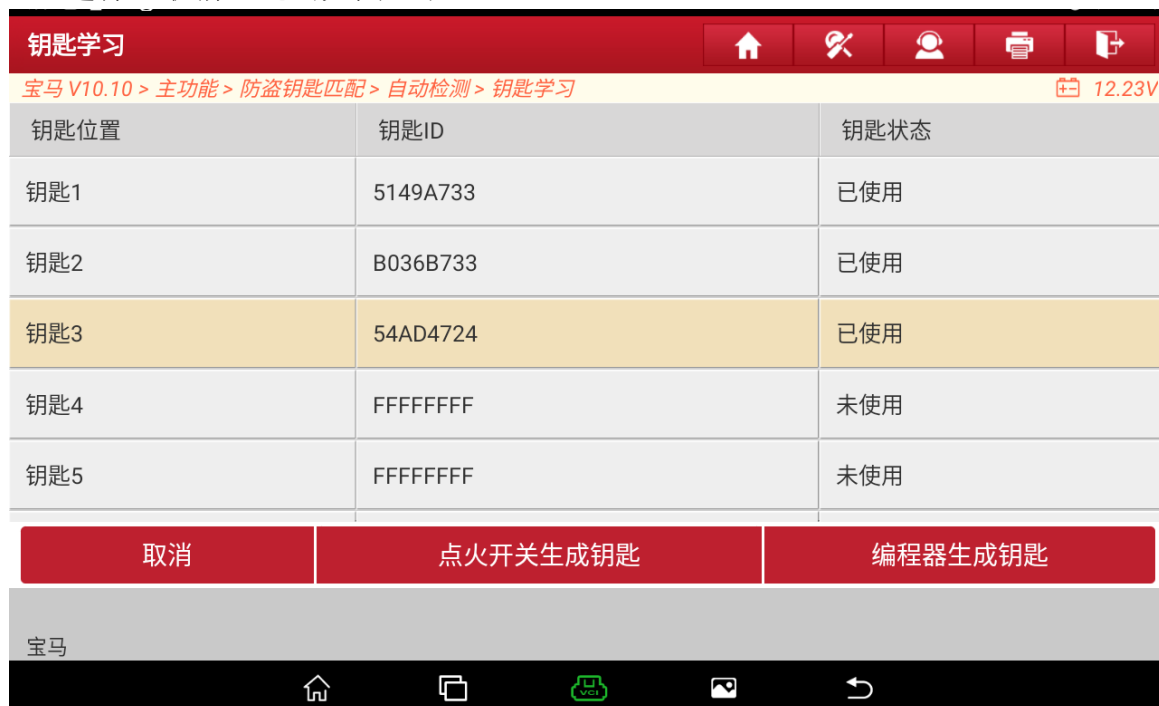 钥匙学习
宝马 V10.10 > 主功能 > 防盗钥匙匹配 > 自动检测 > 钥匙学习 12.23V
钥匙位置 钥匙ID 钥匙状态
钥匙1 5149A733 已使用
钥匙2 B036B733 已使用
钥匙3 54AD4724 已使用
钥匙4 FFFFFFFF 未使用
钥匙5 FFFFFFFF 未使用
取消 点火开关生成钥匙 编程器生成钥匙
宝马
VCI